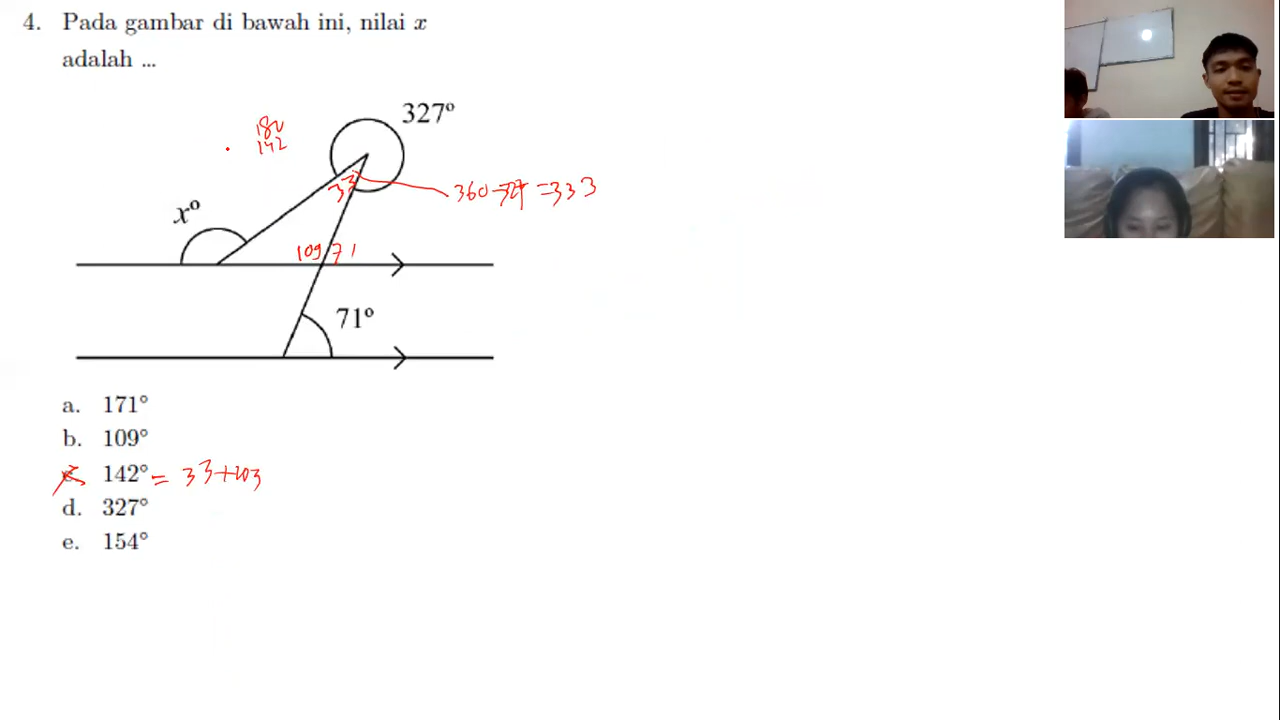 4. Pada gambar di bawah ini, nilai x
adalah ...
327°
180
142
33
360-327=333
x°
109 71
71°
a. 171°
b. 109°
142° = 33+103
d. 327°
e. 154°